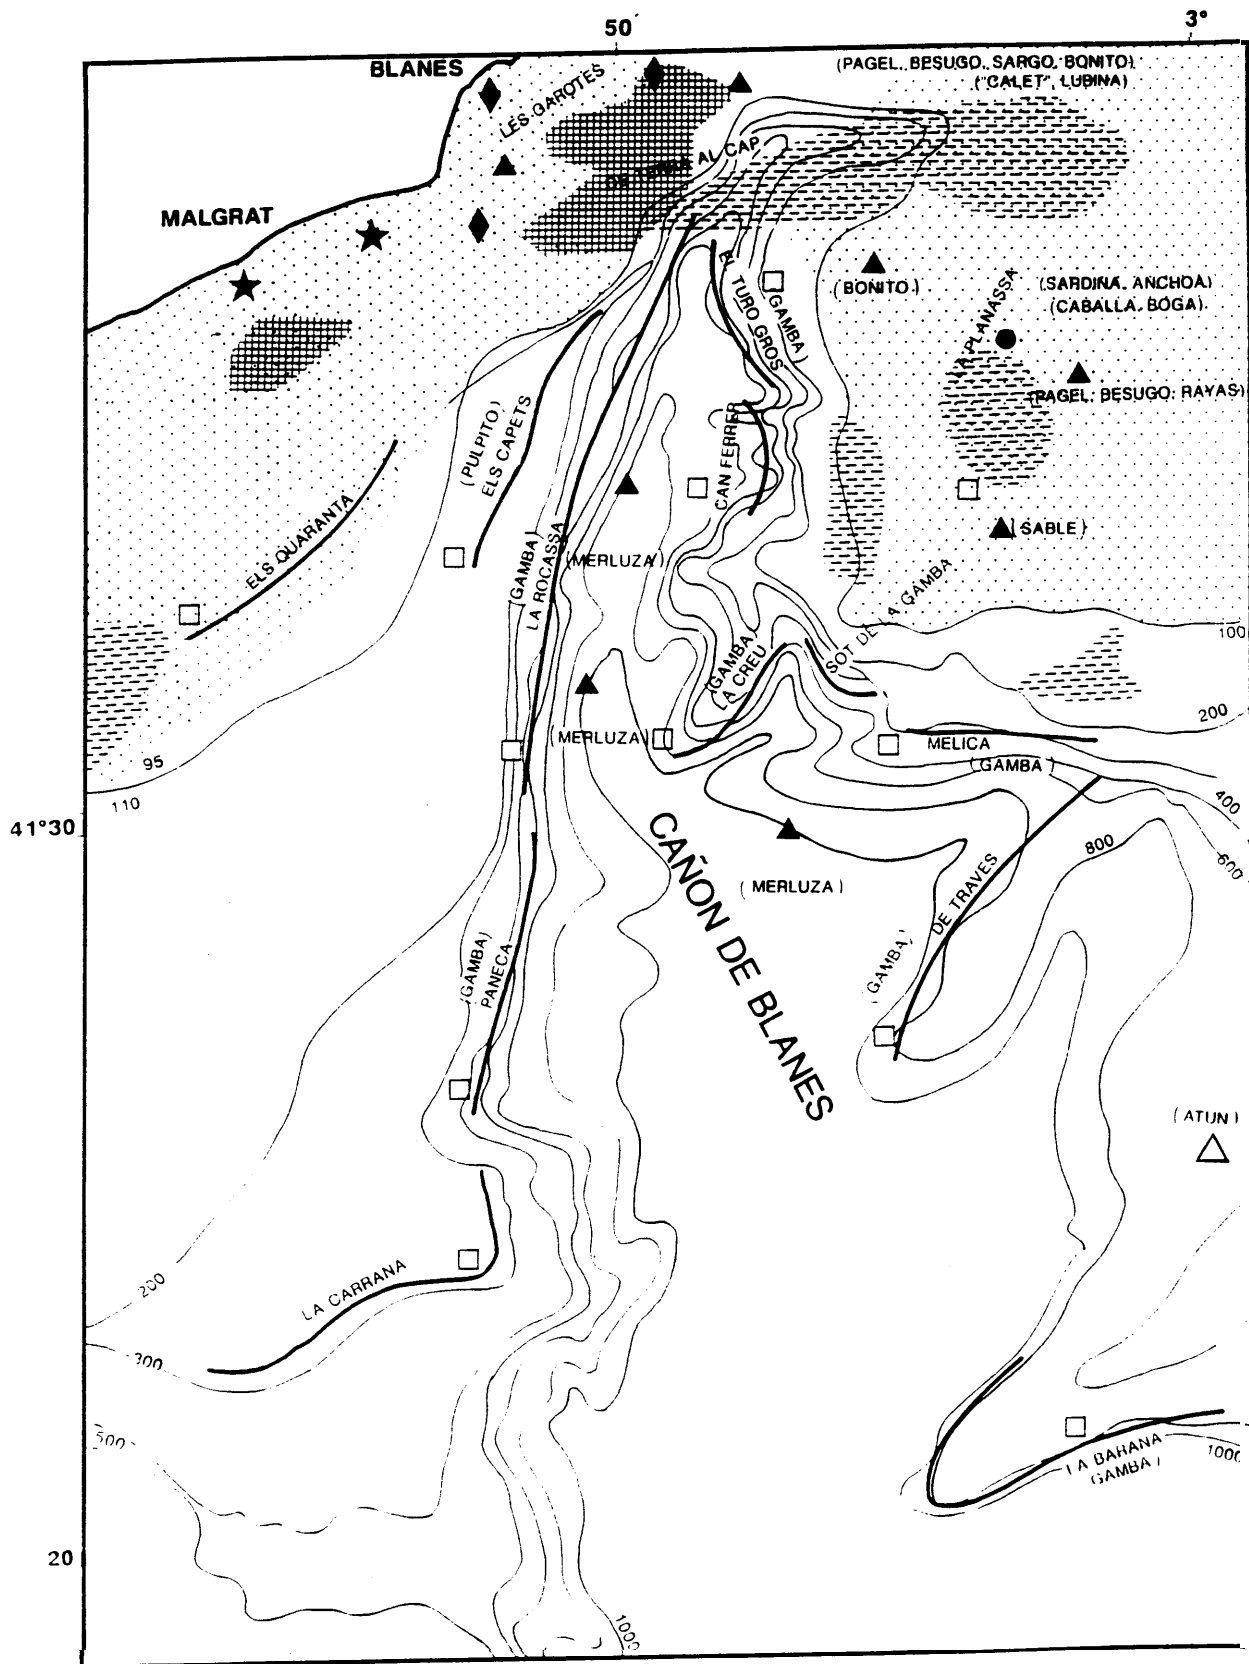 50
3°
BLANES
LES GAROTES
(PAGEL, BESUGO, SARGO, BONITO)
("CALET", LUBINA)
DE TERRA AL CAP
MALGRAT
EL TURO GROS
(GAMBA)
(BONITO)
LA PLANASSA
(SARDINA, ANCHOA)
(CABALLA, BOGA)
(PAGEL, BESUGO, RAYAS)
(PULPITO)
ELS CAPETS
CAN FERRER
ELS QUARANTA
(GAMBA)
LA ROCASSA
(MERLUZA)
(SABLE)
SOT DE LA GAMBA
100
(GAMBA)
LA CREU
200
(MERLUZA)
MELICA
(GAMBA)
95
110
400
41°30
CAÑON DE BLANES
800
600
(MERLUZA)
DE TRAVES
(GAMBA)
(GAMBA)
PANECA
(ATUN)
200
LA CARRANA
300
500
LA BARANA
GAMBA)
1000
20
1000